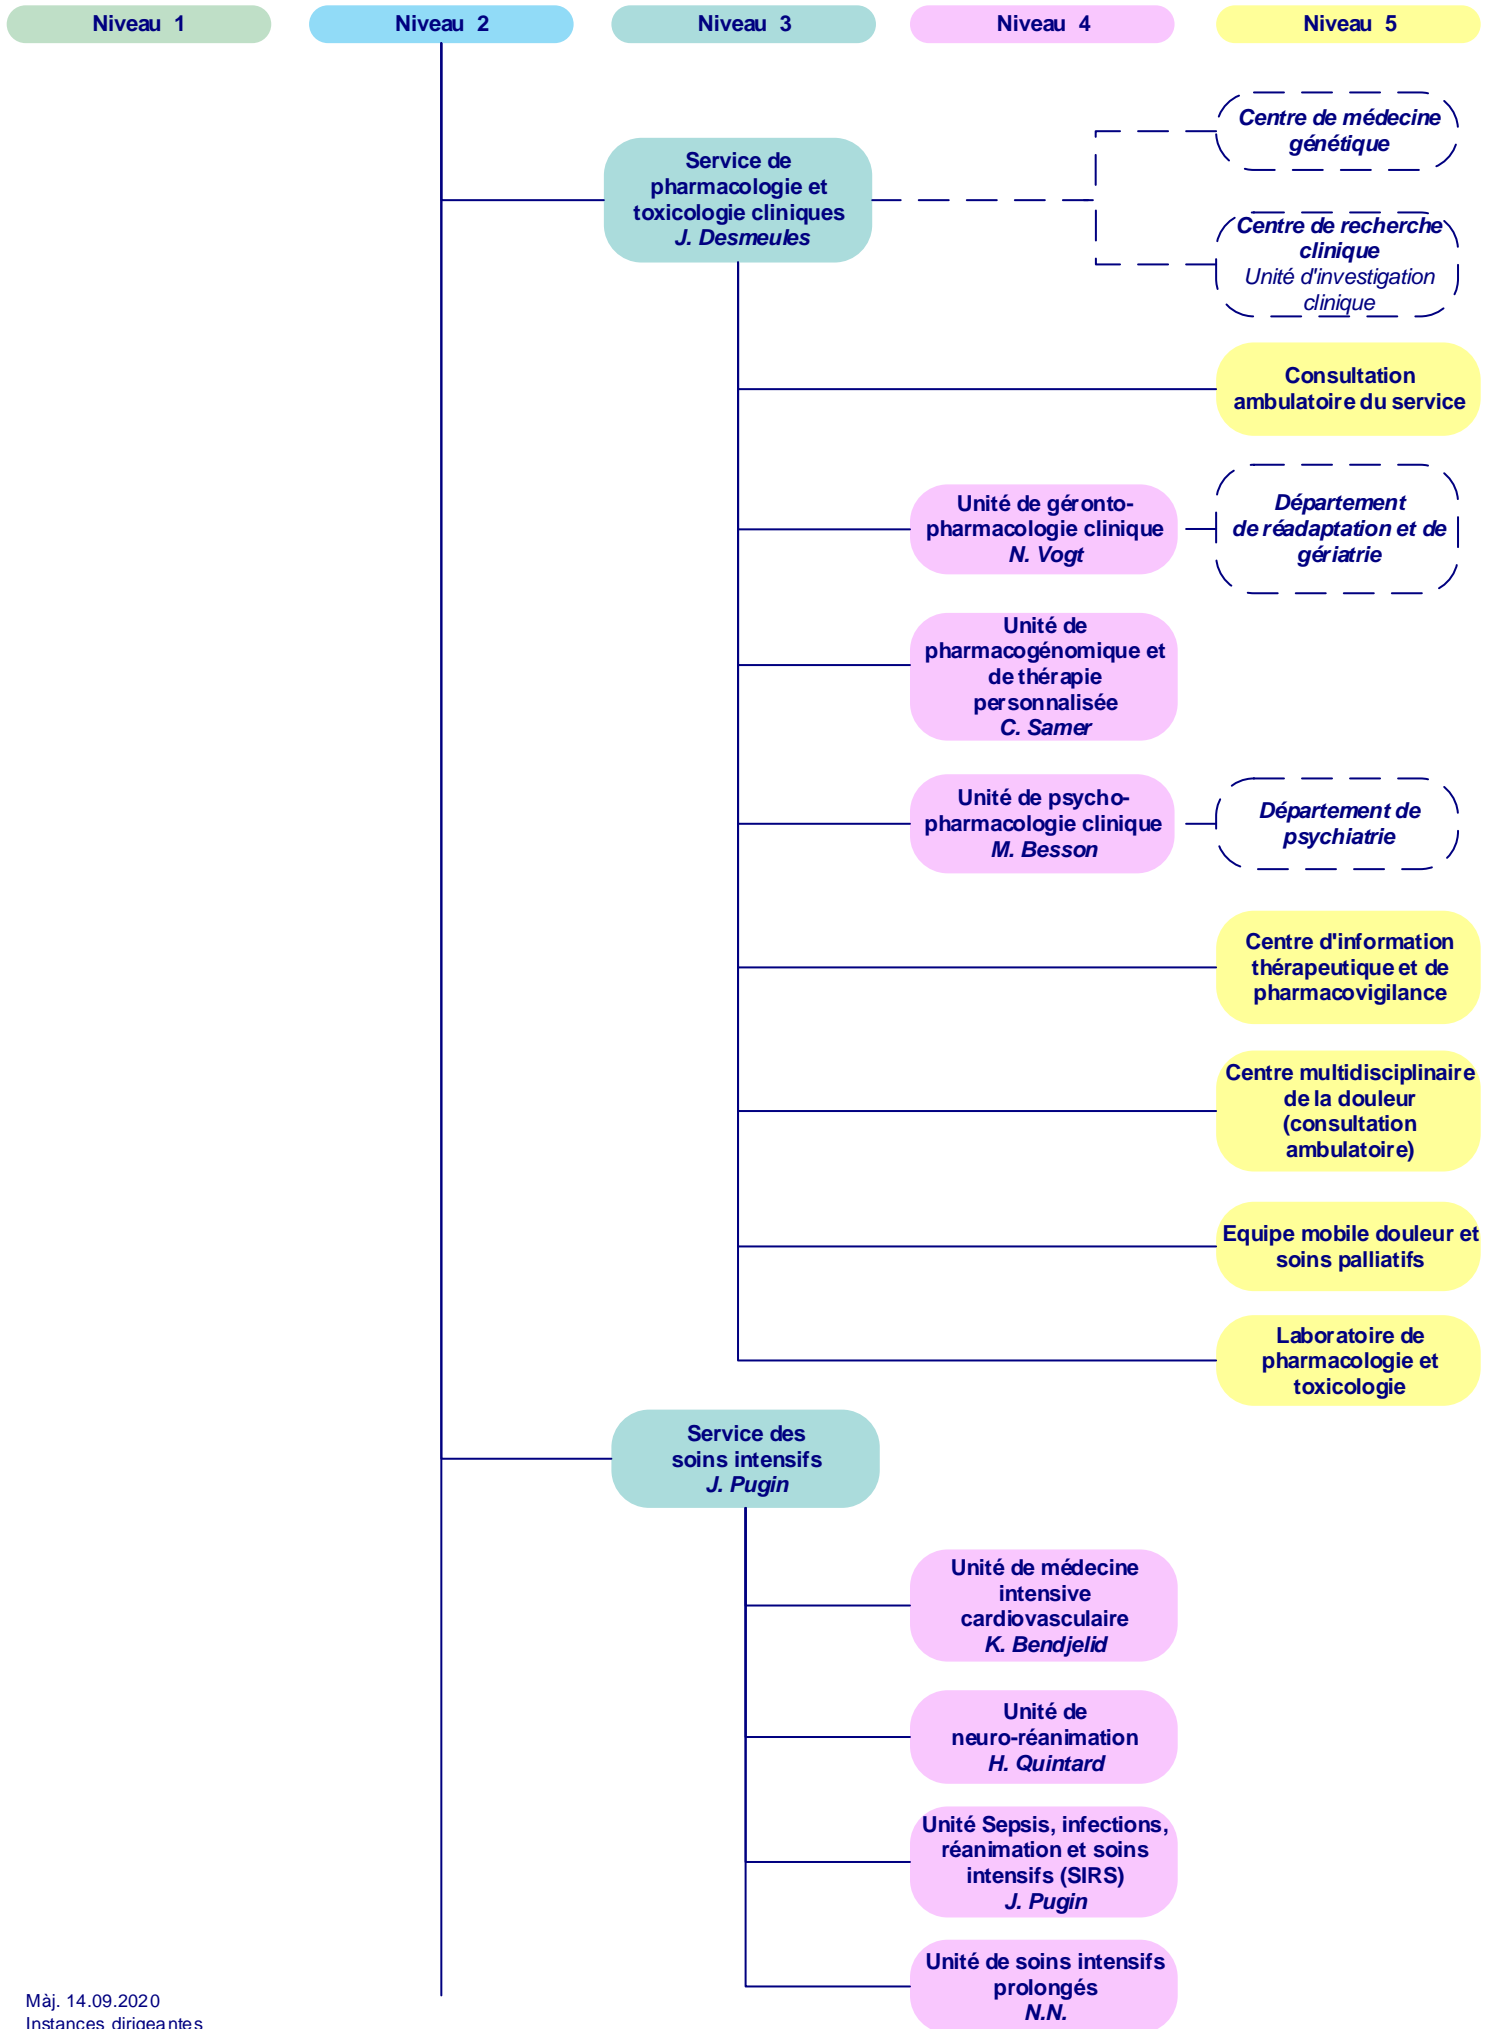 Niveau 1
Niveau 2
Niveau 3
Niveau 4
Niveau 5
Centre de médecine
génétique
Service de
pharmacologie et
toxicologie cliniques
J. Desmeules
Centre de recherche
clinique
Unité d'investigation
clinique
Consultation
ambulatoire du service
Unité de géronto-
pharmacologie clinique
N. Vogt
Département
de réadaptation et de
gériatrie
Unité de
pharmacogénomique et
de thérapie
personnalisée
C. Samer
Unité de psycho-
pharmacologie clinique
M. Besson
Département de
psychiatrie
Centre d'information
thérapeutique et de
pharmacovigilance
Centre multidisciplinaire
de la douleur
(consultation
ambulatoire)
Equipe mobile douleur et
soins palliatifs
Laboratoire de
pharmacologie et
toxicologie
Service des
soins intensifs
J. Pugin
Unité de médecine
intensive
cardiovasculaire
K. Bendjelid
Unité de
neuro-réanimation
H. Quintard
Unité Sepsis, infections,
réanimation et soins
intensifs (SIRS)
J. Pugin
Unité de soins intensifs
prolongés
N.N.
Màj. 14.09.2020
Instances dirigeantes